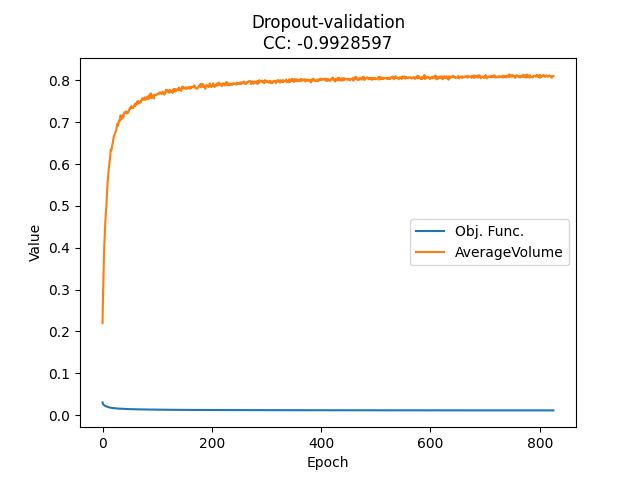 Dropout-validation
CC: -0.9928597
0.8
0.7
0.6
0.5
0.4
0.3
0.2
0.1
0.0
Value
Obj. Func.
AverageVolume
0 200 400 600 800
Epoch